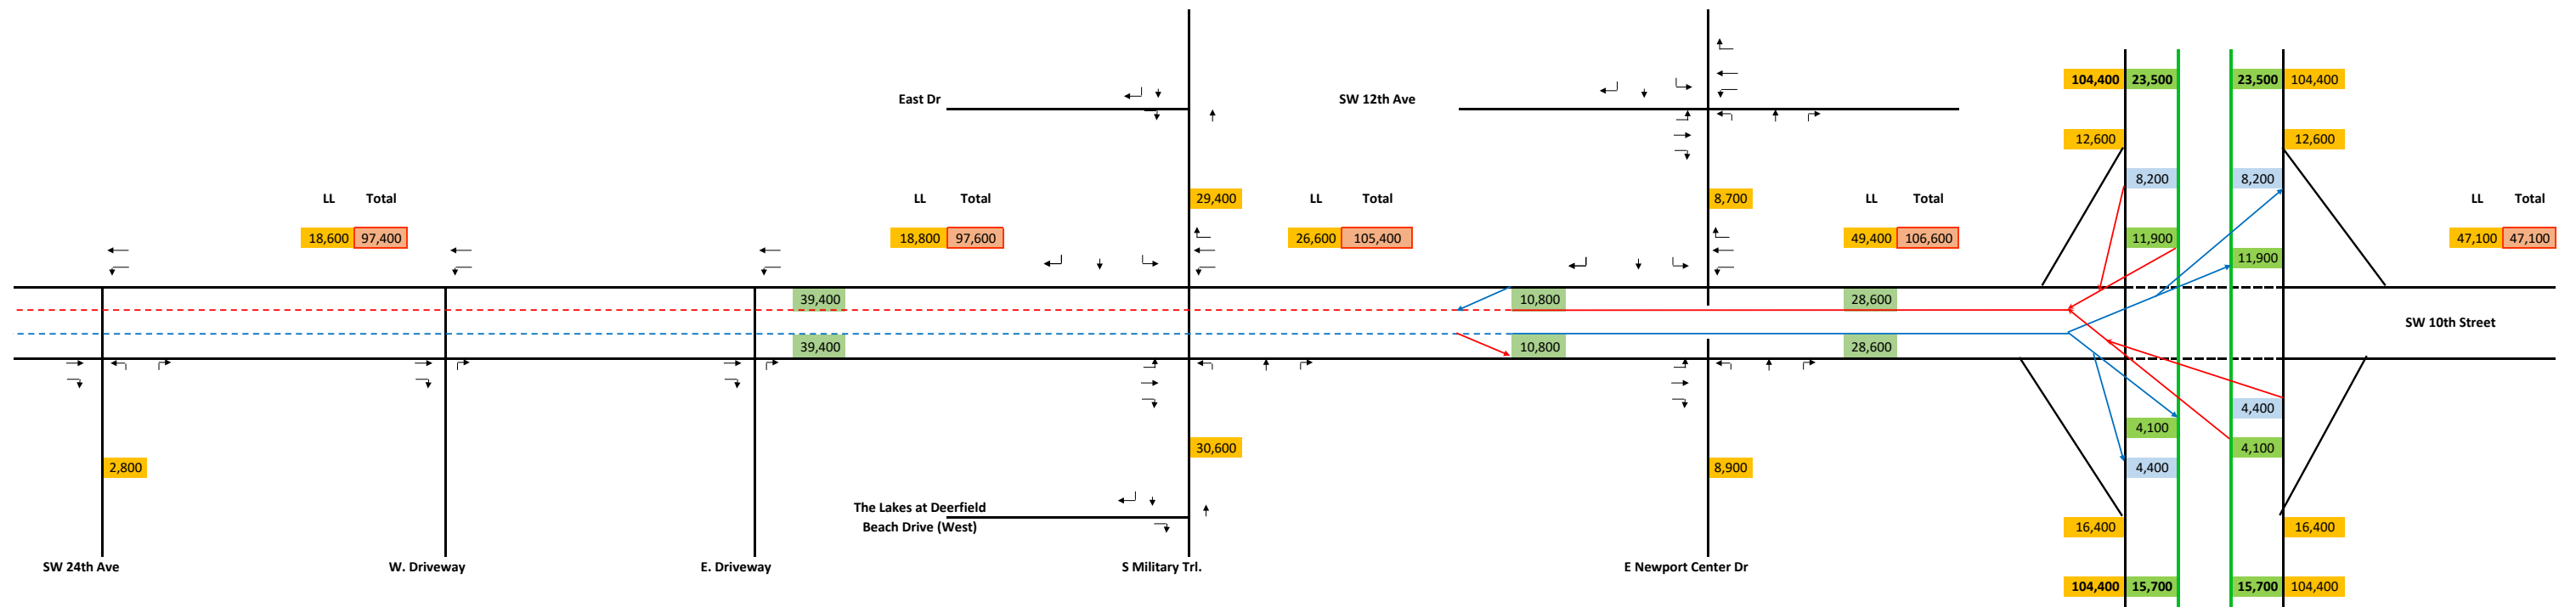 104,400 23,500 23,500 104,400
East Dr
SW 12th Ave
12,600 12,600
8,200 8,200
LL Total
LL Total
29,400
LL Total
8,700
LL Total
LL Total
18,600 97,400
18,800 97,600
26,600 105,400
49,400 106,600
11,900
47,100 47,100
11,900
39,400
10,800
28,600
SW 10th Street
39,400
10,800
28,600
4,400
4,100
30,600
4,100
2,800
8,900
4,400
The Lakes at Deerfield
Beach Drive (West)
16,400 16,400
SW 24th Ave
W. Driveway
E. Driveway
S Military Trl.
E Newport Center Dr
104,400 15,700 15,700 104,400